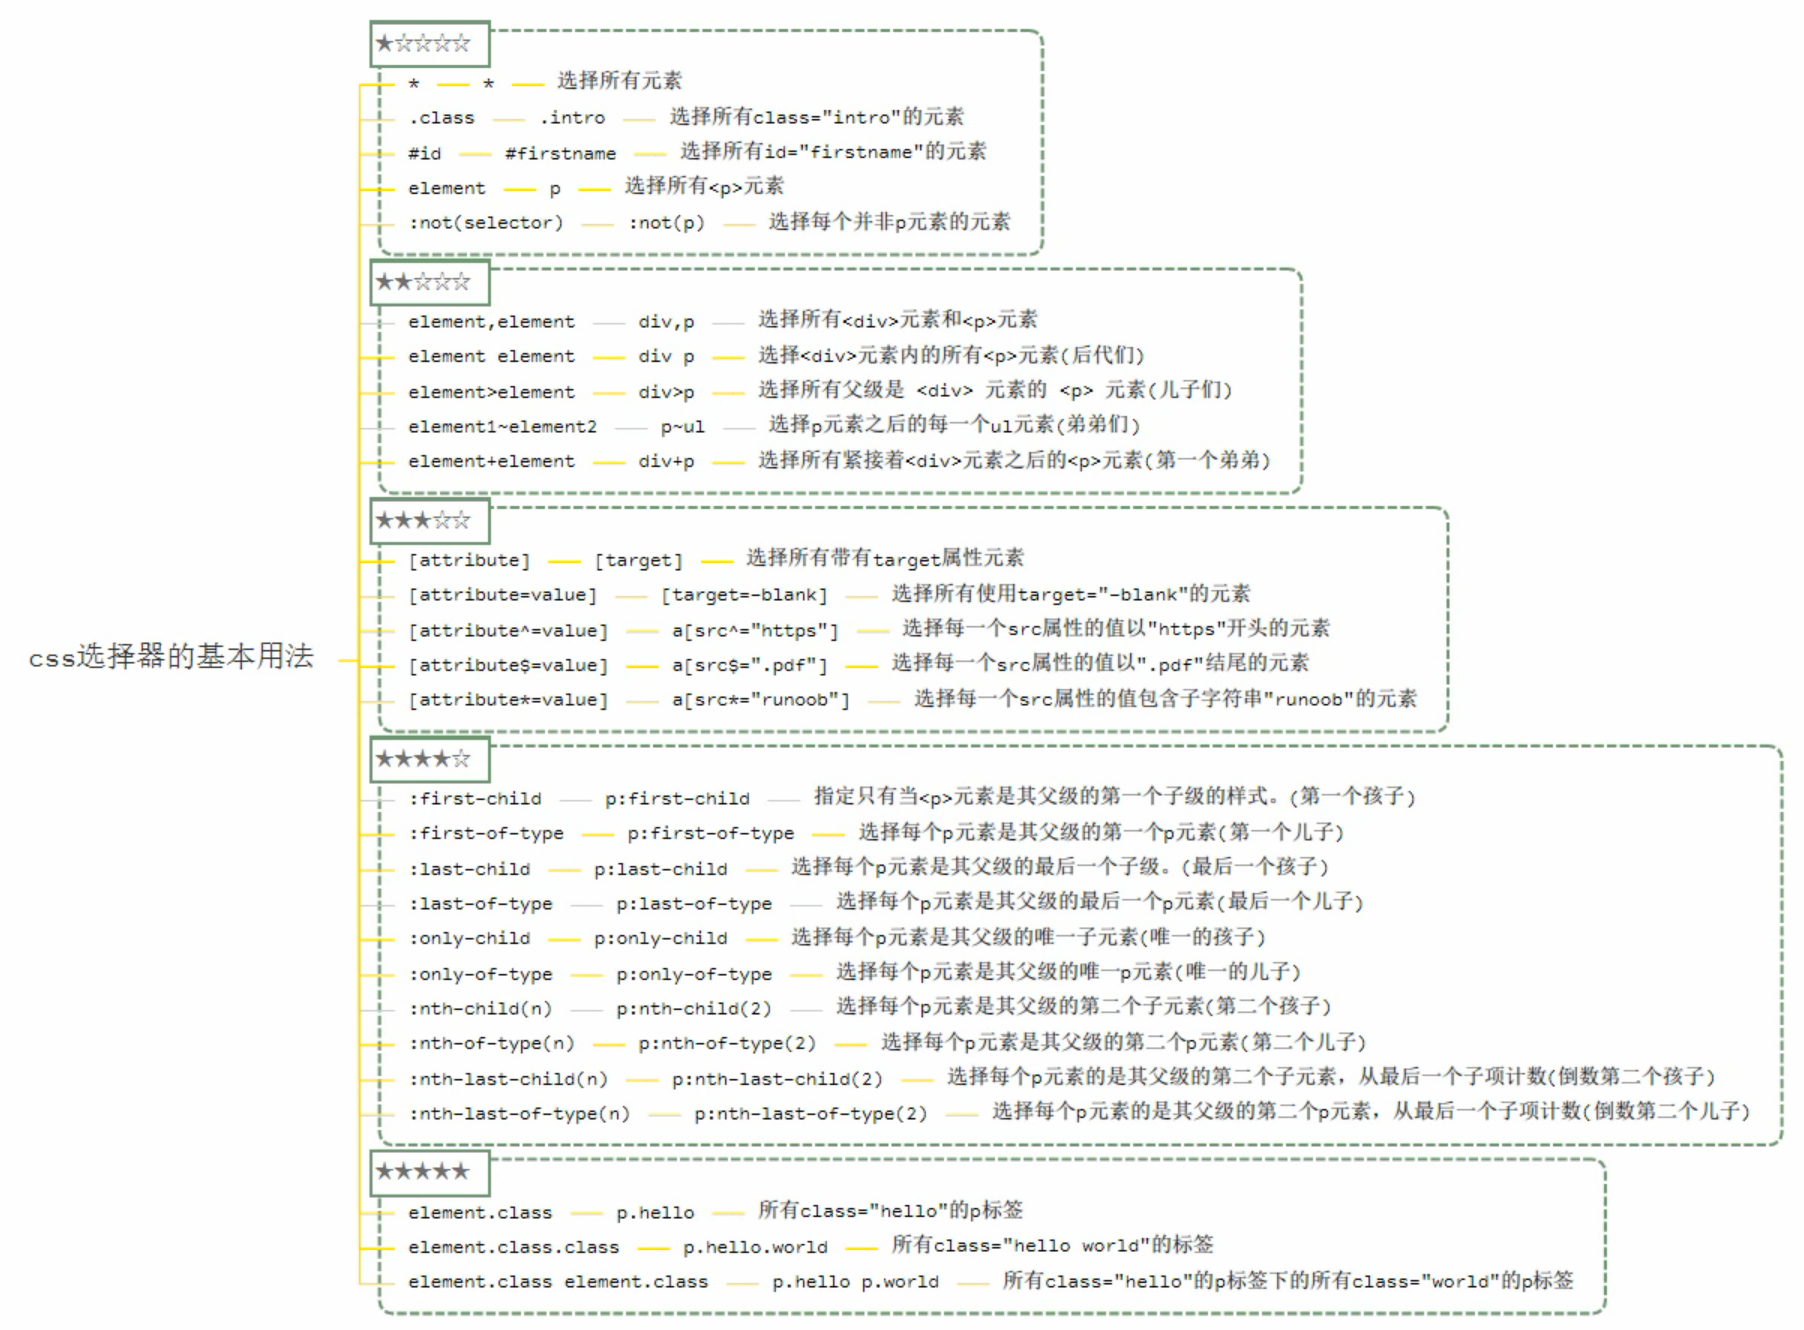 ★☆☆☆☆
* * 选择所有元素
.class .intro 选择所有class="intro"的元素
#id #firstname 选择所有id="firstname"的元素
element p 选择所有<p>元素
:not(selector) :not(p) 选择每个并非p元素的元素
★★☆☆☆
element,element div,p 选择所有<div>元素和<p>元素
element element div p 选择<div>元素内的所有<p>元素(后代们)
element>element div>p 选择所有父级是 <div> 元素的 <p> 元素(儿子们)
element1~element2 p~ul 选择p元素之后的每一个ul元素(弟弟们)
element+element div+p 选择所有紧接着<div>元素之后的<p>元素(第一个弟弟)
★★★☆☆
[attribute] [target] 选择所有带有target属性元素
[attribute=value] [target=-blank] 选择所有使用target="-blank"的元素
[attribute^=value] a[src^="https"] 选择每一个src属性的值以"https"开头的元素
css选择器的基本用法
[attribute$=value] a[src$=".pdf"] 选择每一个src属性的值以".pdf"结尾的元素
[attribute*=value] a[src*="runoob"] 选择每一个src属性的值包含子字符串"runoob"的元素
★★★★☆
:first-child p:first-child 指定只有当<p>元素是其父级的第一个子级的样式。(第一个孩子)
:first-of-type p:first-of-type 选择每个p元素是其父级的第一个p元素(第一个儿子)
:last-child p:last-child 选择每个p元素是其父级的最后一个子级。(最后一个孩子)
:last-of-type p:last-of-type 选择每个p元素是其父级的最后一个p元素(最后一个儿子)
:only-child p:only-child 选择每个p元素是其父级的唯一子元素(唯一的孩子)
:only-of-type p:only-of-type 选择每个p元素是其父级的唯一p元素(唯一的儿子)
:nth-child(n) p:nth-child(2) 选择每个p元素是其父级的第二个子元素(第二个孩子)
:nth-of-type(n) p:nth-of-type(2) 选择每个p元素是其父级的第二个p元素(第二个儿子)
:nth-last-child(n) p:nth-last-child(2) 选择每个p元素的是其父级的第二个子元素，从最后一个子项计数(倒数第二个孩子)
:nth-last-of-type(n) p:nth-last-of-type(2) 选择每个p元素的是其父级的第二个p元素，从最后一个子项计数(倒数第二个儿子)
★★★★★
element.class p.hello 所有class="hello"的p标签
element.class.class p.hello.world 所有class="hello world"的标签
element.class element.class p.hello p.world 所有class="hello"的p标签下的所有class="world"的p标签